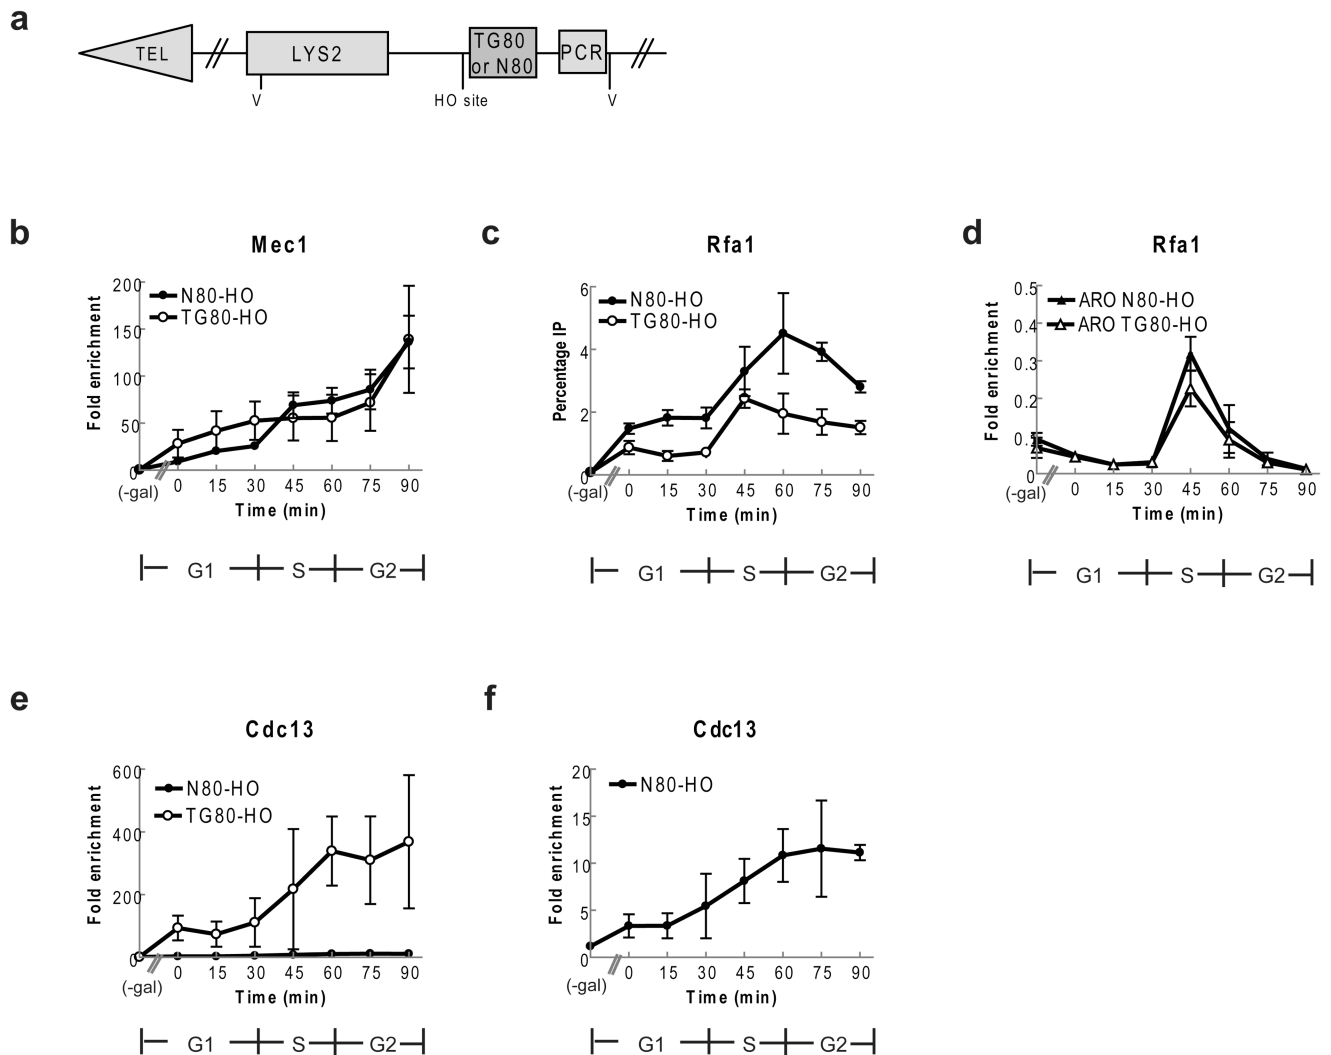 a
TEL
LYS2
TG80
or N80
PCR
V
HO site
V
b
Mec1
Fold enrichment
200
150
100
50
0
N80-HO
TG80-HO
(-gal)
0 15 30 45 60 75 90
Time (min)
G1 S G2
c
Rfa1
Percentage IP
6
4
2
0
N80-HO
TG80-HO
(-gal)
0 15 30 45 60 75 90
Time (min)
G1 S G2
d
Rfa1
Fold enrichment
0.5
0.4
0.3
0.2
0.1
0
ARO N80-HO
ARO TG80-HO
(-gal)
0 15 30 45 60 75 90
Time (min)
G1 S G2
e
Cdc13
Fold enrichment
600
400
200
0
N80-HO
TG80-HO
(-gal)
0 15 30 45 60 75 90
Time (min)
G1 S G2
f
Cdc13
Fold enrichment
20
15
10
5
0
N80-HO
(-gal)
0 15 30 45 60 75 90
Time (min)
G1 S G2